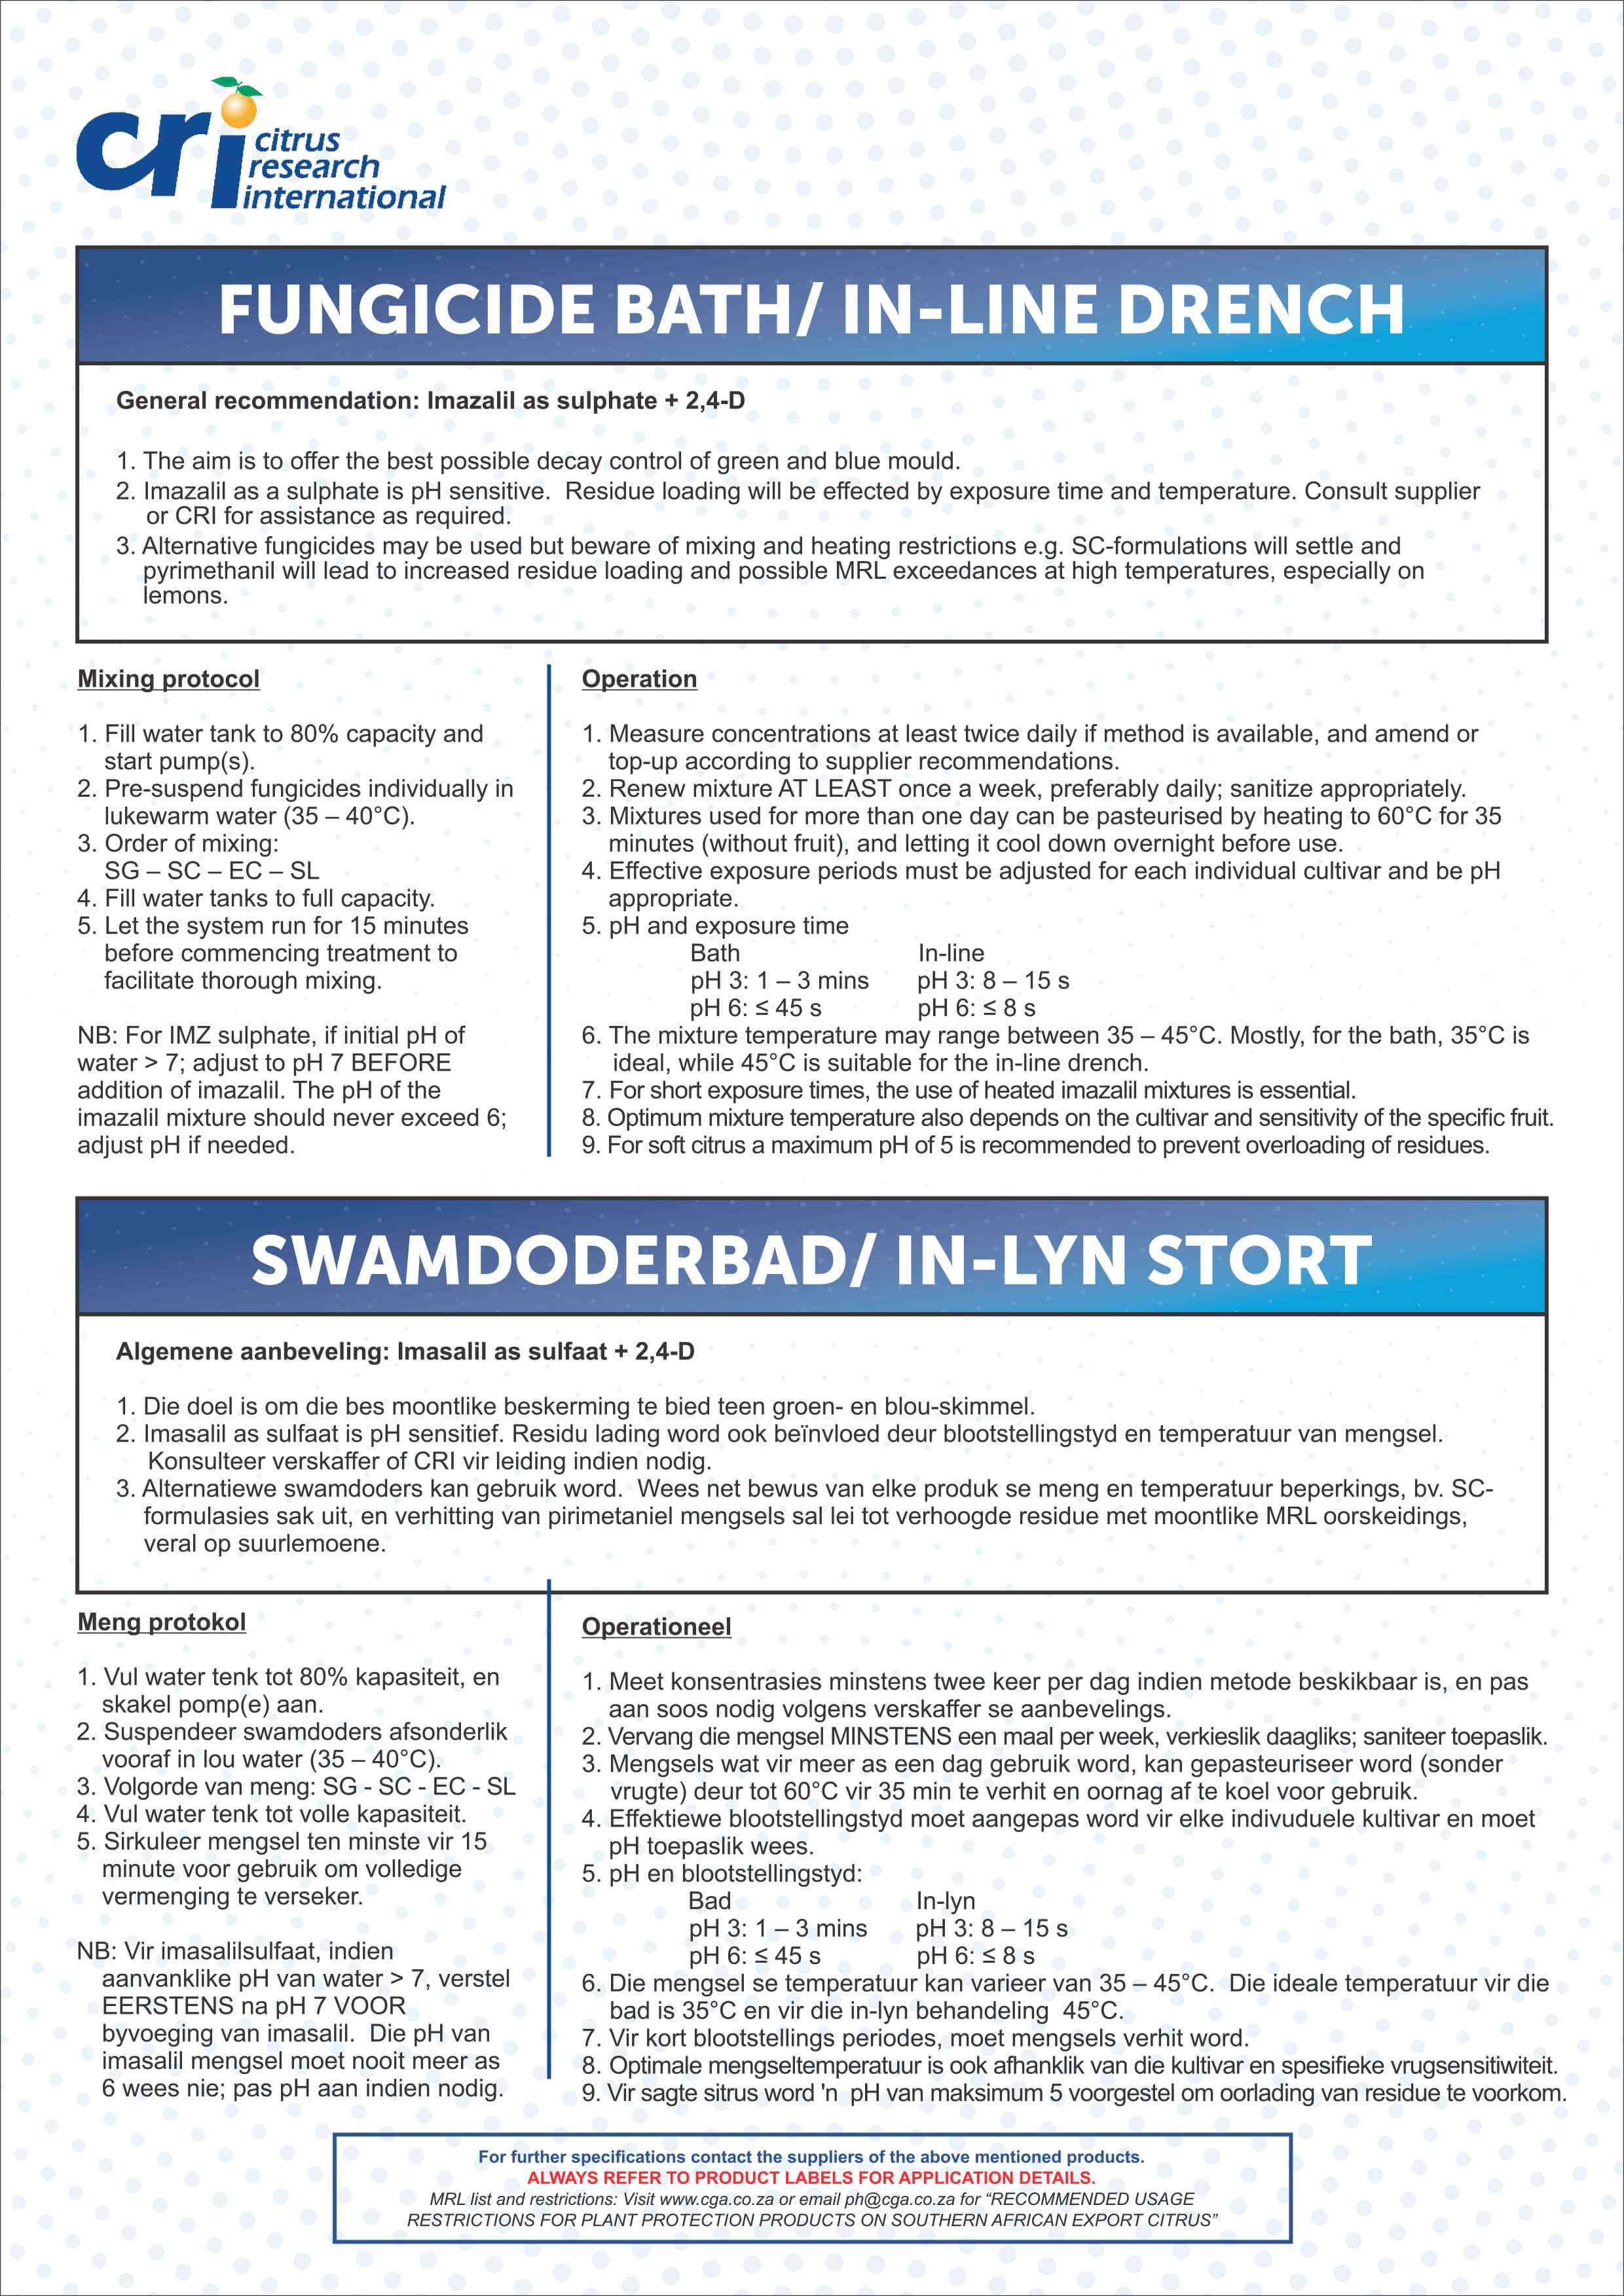 cri citrus
research
international
FUNGICIDE BATH/ IN-LINE DRENCH
General recommendation: Imazalil as sulphate + 2,4-D
1. The aim is to offer the best possible decay control of green and blue mould.
2. Imazalil as a sulphate is pH sensitive.  Residue loading will be effected by exposure time and temperature. Consult supplier
or CRI for assistance as required.
3. Alternative fungicides may be used but beware of mixing and heating restrictions e.g. SC-formulations will settle and
pyrimethanil will lead to increased residue loading and possible MRL exceedances at high temperatures, especially on
lemons.
Mixing protocol
1. Fill water tank to 80% capacity and
start pump(s).
2. Pre-suspend fungicides individually in
lukewarm water (35 – 40°C).
3. Order of mixing:
SG – SC – EC – SL
4. Fill water tanks to full capacity.
5. Let the system run for 15 minutes
before commencing treatment to
facilitate thorough mixing.
NB: For IMZ sulphate, if initial pH of
water > 7; adjust to pH 7 BEFORE
addition of imazalil. The pH of the
imazalil mixture should never exceed 6;
adjust pH if needed.
Operation
1. Measure concentrations at least twice daily if method is available, and amend or
top-up according to supplier recommendations.
2. Renew mixture AT LEAST once a week, preferably daily; sanitize appropriately.
3. Mixtures used for more than one day can be pasteurised by heating to 60°C for 35
minutes (without fruit), and letting it cool down overnight before use.
4. Effective exposure periods must be adjusted for each individual cultivar and be pH
appropriate.
5. pH and exposure time
Bath In-line
pH 3: 1 – 3 mins pH 3: 8 – 15 s
pH 6: ≤ 45 s pH 6: ≤ 8 s
6. The mixture temperature may range between 35 – 45°C. Mostly, for the bath, 35°C is
ideal, while 45°C is suitable for the in-line drench.
7. For short exposure times, the use of heated imazalil mixtures is essential.
8. Optimum mixture temperature also depends on the cultivar and sensitivity of the specific fruit.
9. For soft citrus a maximum pH of 5 is recommended to prevent overloading of residues.
SWAMDODERBAD/ IN-LYN STORT
Algemene aanbeveling: Imasalil as sulfaat + 2,4-D
1. Die doel is om die bes moontlike beskerming te bied teen groen- en blou-skimmel.
2. Imasalil as sulfaat is pH sensitief. Residu lading word ook beïnvloed deur blootstellingstyd en temperatuur van mengsel.
Konsulteer verskaffer of CRI vir leiding indien nodig.
3. Alternatiewe swamdoders kan gebruik word.  Wees net bewus van elke produk se meng en temperatuur beperkings, bv. SC-
formulasies sak uit, en verhitting van pirimetaniel mengsels sal lei tot verhoogde residue met moontlike MRL oorskeidings,
veral op suurlemoene.
Meng protokol
1. Vul water tenk tot 80% kapasiteit, en
skakel pomp(e) aan.
2. Suspendeer swamdoders afsonderlik
vooraf in lou water (35 – 40°C).
3. Volgorde van meng: SG - SC - EC - SL
4. Vul water tenk tot volle kapasiteit.
5. Sirkuleer mengsel ten minste vir 15
minute voor gebruik om volledige
vermenging te verseker.
NB: Vir imasalilsulfaat, indien
aanvanklike pH van water > 7, verstel
EERSTENS na pH 7 VOOR
byvoeging van imasalil.  Die pH van
imasalil mengsel moet nooit meer as
6 wees nie; pas pH aan indien nodig.
Operationeel
1. Meet konsentrasies minstens twee keer per dag indien metode beskikbaar is, en pas
aan soos nodig volgens verskaffer se aanbevelings.
2. Vervang die mengsel MINSTENS een maal per week, verkieslik daagliks; saniteer toepaslik.
3. Mengsels wat vir meer as een dag gebruik word, kan gepasteuriseer word (sonder
vrugte) deur tot 60°C vir 35 min te verhit en oornag af te koel voor gebruik.
4. Effektiewe blootstellingstyd moet aangepas word vir elke indivuduele kultivar en moet
pH toepaslik wees.
5. pH en blootstellingstyd:
Bad In-lyn
pH 3: 1 – 3 mins pH 3: 8 – 15 s
pH 6: ≤ 45 s pH 6: ≤ 8 s
6. Die mengsel se temperatuur kan varieer van 35 – 45°C.  Die ideale temperatuur vir die
bad is 35°C en vir die in-lyn behandeling  45°C.
7. Vir kort blootstellings periodes, moet mengsels verhit word.
8. Optimale mengseltemperatuur is ook afhanklik van die kultivar en spesifieke vrugsensitiwiteit.
9. Vir sagte sitrus word 'n  pH van maksimum 5 voorgestel om oorlading van residue te voorkom.
For further specifications contact the suppliers of the above mentioned products.
ALWAYS REFER TO PRODUCT LABELS FOR APPLICATION DETAILS.
MRL list and restrictions: Visit www.cga.co.za or email ph@cga.co.za for “RECOMMENDED USAGE
RESTRICTIONS FOR PLANT PROTECTION PRODUCTS ON SOUTHERN AFRICAN EXPORT CITRUS”